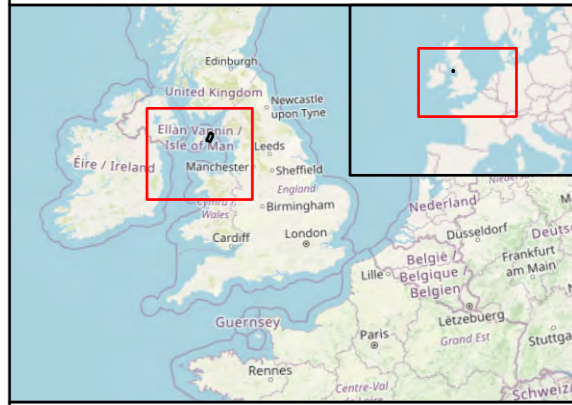 Edinburgh
United Kingdom
Newcastle
upon Tyne
Ellan Vannin /
Isle of Man
Leeds
Éire / Ireland
Manchester
Sheffield
England
Cymru /
Wales
Birmingham
Nederland
Cardiff
London
Düsseldorf
Deutsc
België /
Belgique /
Belgien
Frankfurt
am Main
Lille
Guernsey
Lëtzebuerg
Paris
Grand Est
Stuttga
Rennes
Centre-Val
Schweiz/